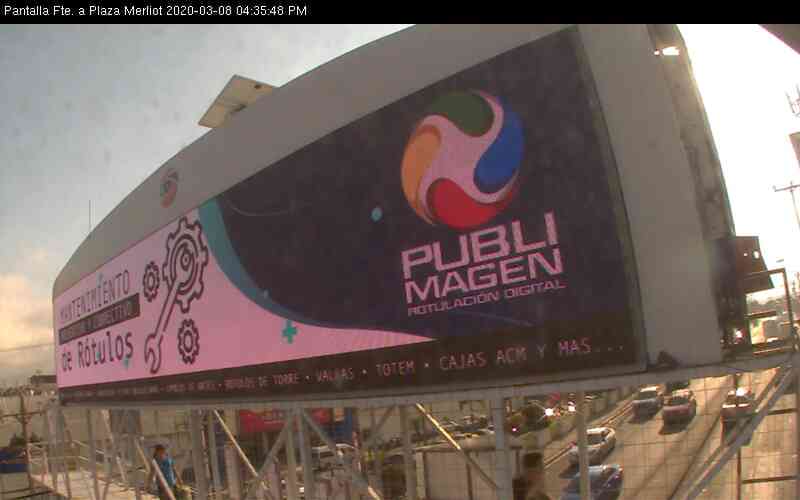 Pantalla Fte. a Plaza Merliot 2020-03-08 04:35:48 PM
PUBLI
MAGEN
ROTULACIÓN DIGITAL
MANTENIMIENTO
de Rótulos
RÓTULOS DE TORRE • VALLAS • TOTEM • CAJAS ACM Y MAS...